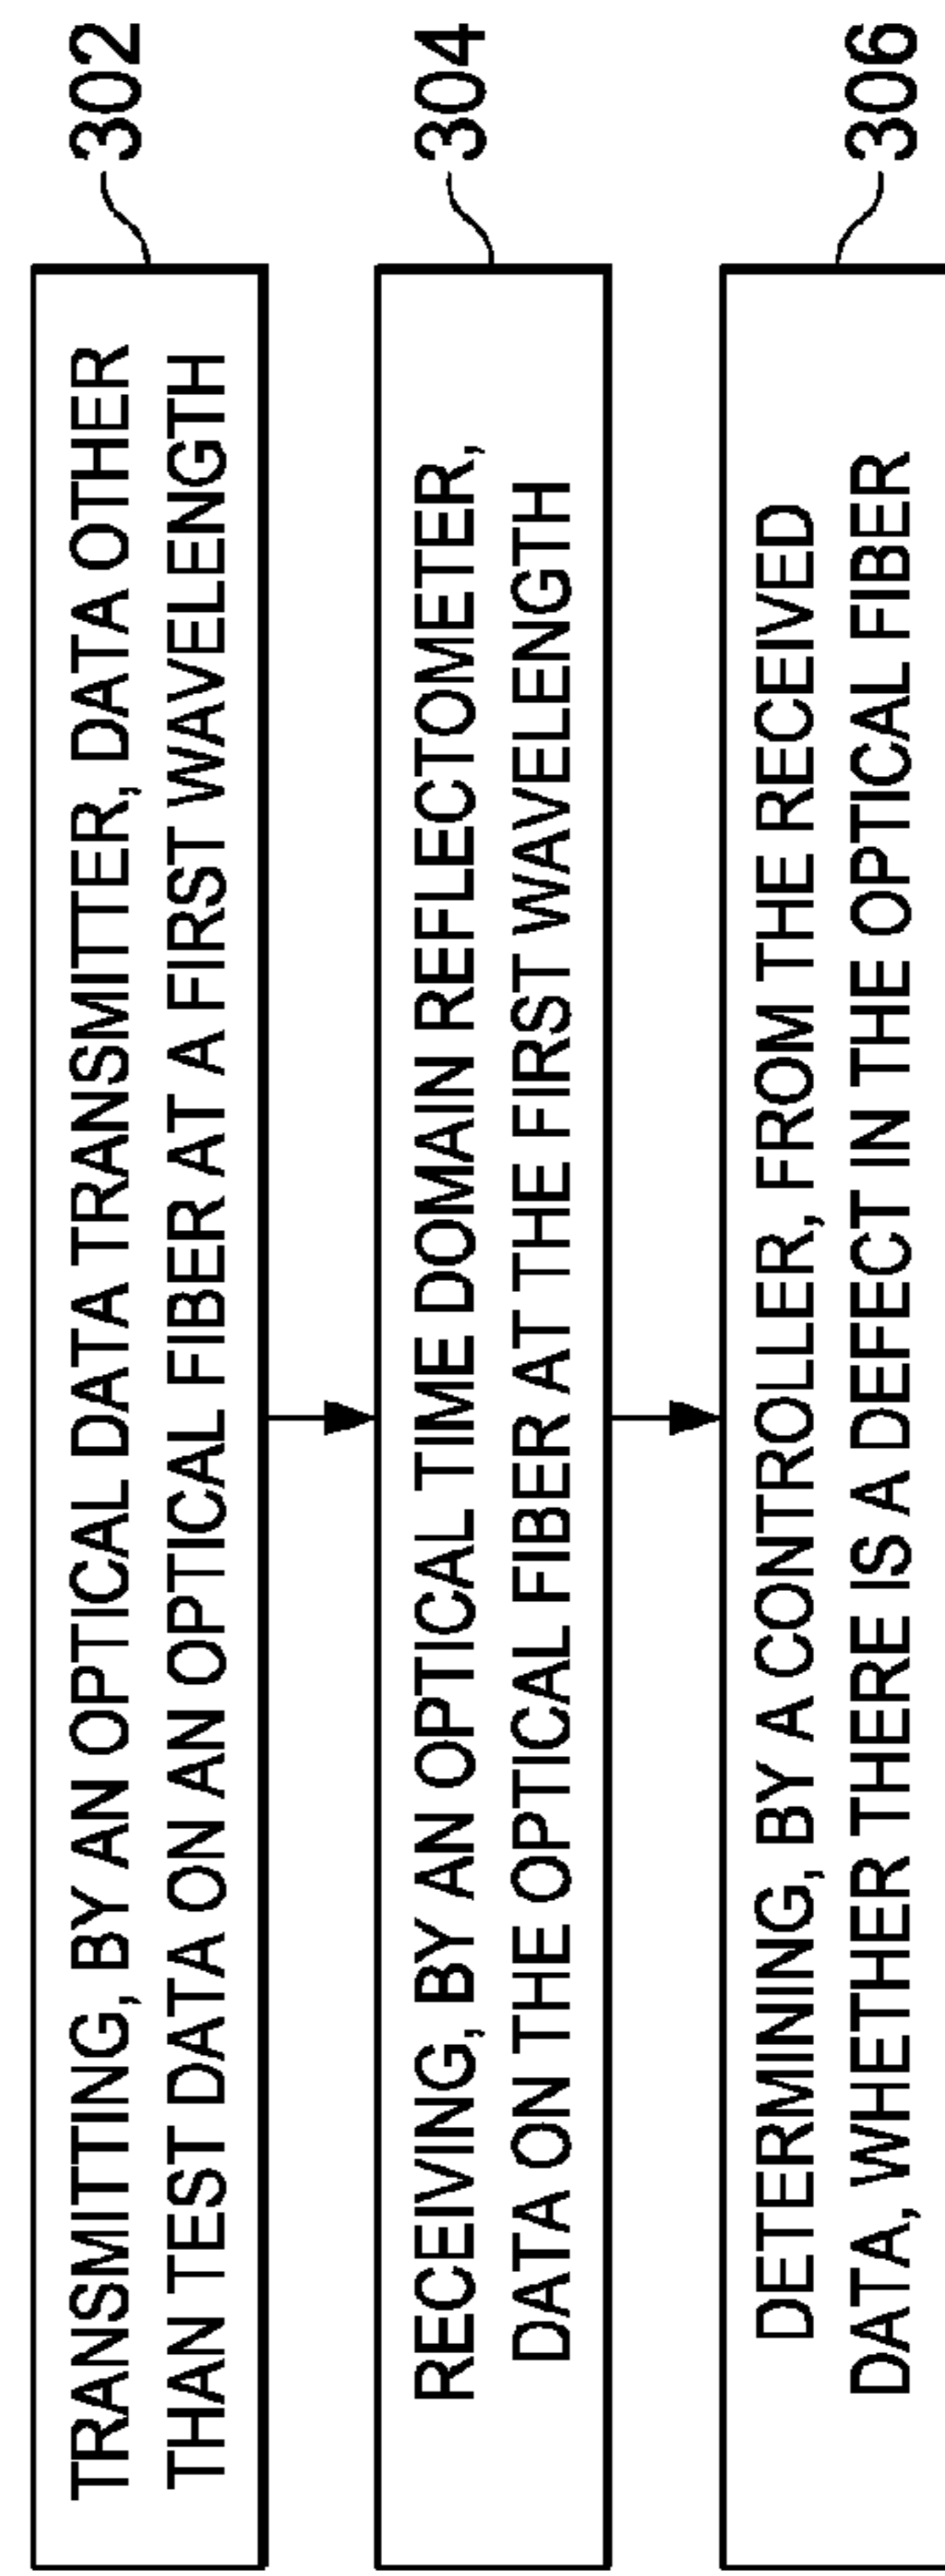 TRANSMITTING, BY AN OPTICAL DATA TRANSMITTER, DATA OTHER
THAN TEST DATA ON AN OPTICAL FIBER AT A FIRST WAVELENGTH
302
RECEIVING, BY AN OPTICAL TIME DOMAIN REFLECTOMETER,
DATA ON THE OPTICAL FIBER AT THE FIRST WAVELENGTH
304
DETERMINING, BY A CONTROLLER, FROM THE RECEIVED
DATA, WHETHER THERE IS A DEFECT IN THE OPTICAL FIBER
306